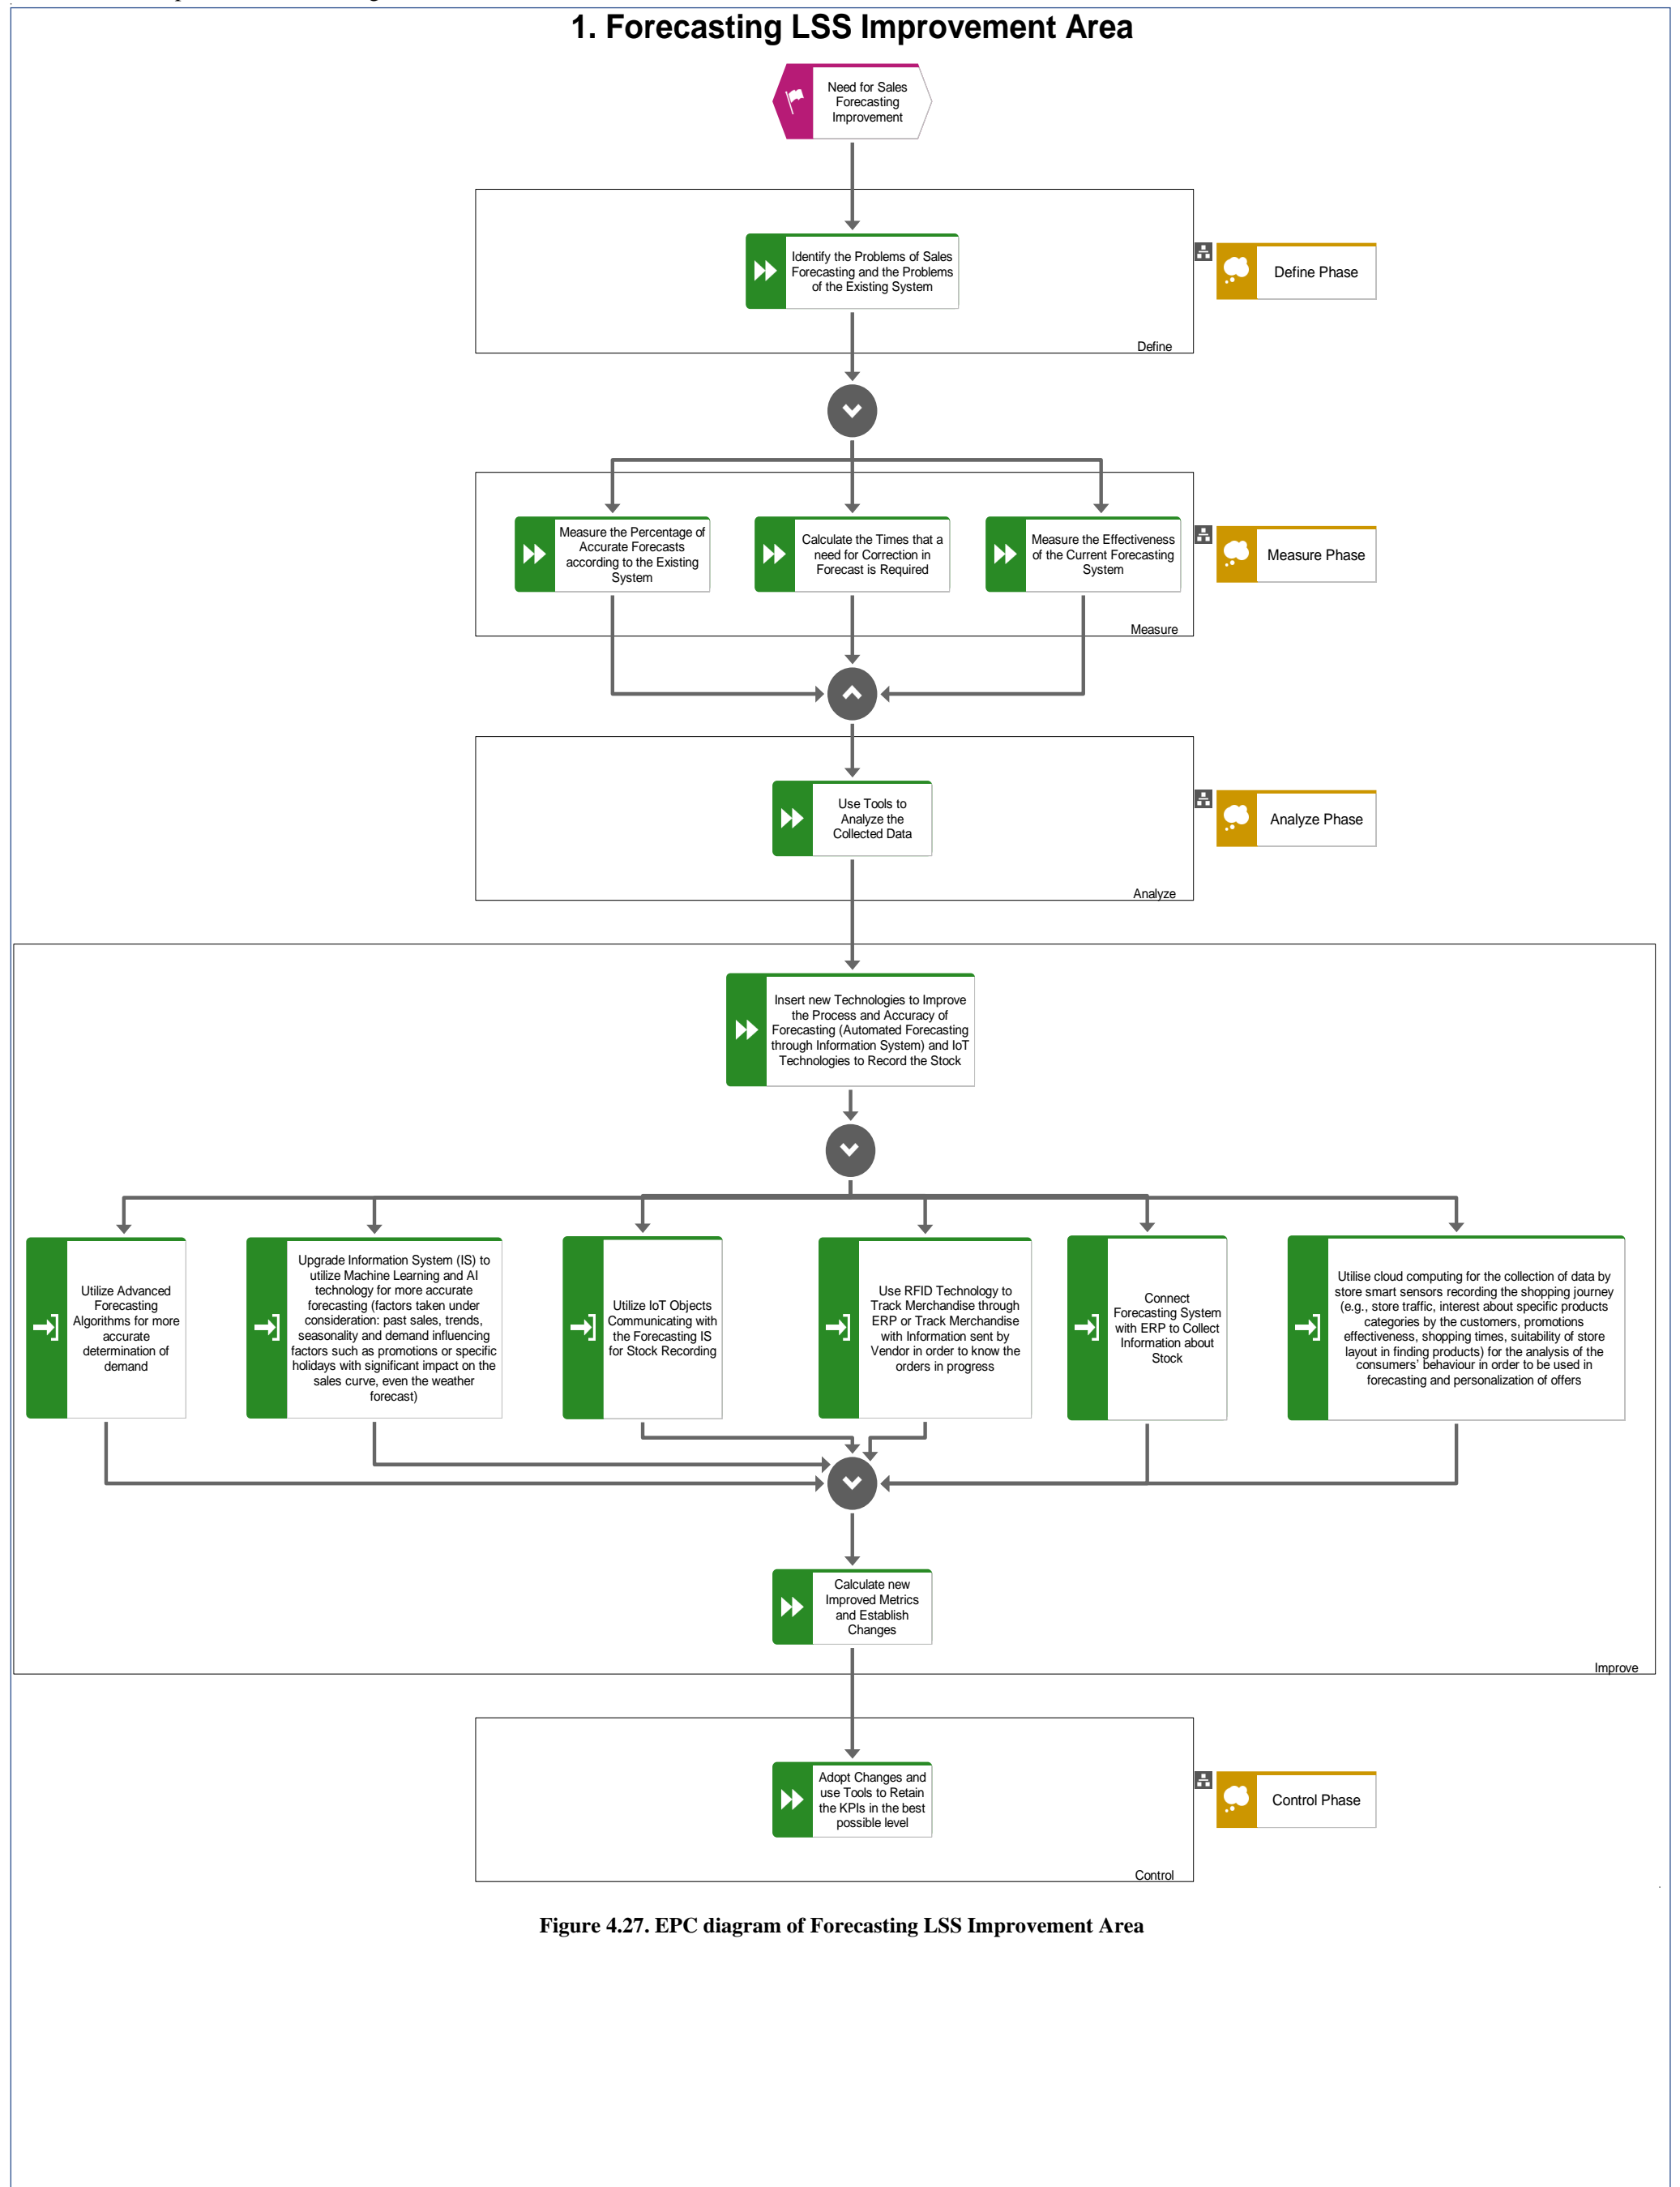 1. Forecasting LSS Improvement Area
Need for Sales
Forecasting
Improvement
Identify the Problems of Sales
Forecasting and the Problems
of the Existing System
Define Phase
Define
Measure the Percentage of
Accurate Forecasts
according to the Existing
System
Calculate the Times that a
need for Correction in
Forecast is Required
Measure the Effectiveness
of the Current Forecasting
System
Measure Phase
Measure
Use Tools to
Analyze the
Collected Data
Analyze Phase
Analyze
Insert new Technologies to Improve
the Process and Accuracy of
Forecasting (Automated Forecasting
through Information System) and IoT
Technologies to Record the Stock
Utilize Advanced
Forecasting
Algorithms for more
accurate
determination of
demand
Upgrade Information System (IS) to
utilize Machine Learning and AI
technology for more accurate
forecasting (factors taken under
consideration: past sales, trends,
seasonality and demand influencing
factors such as promotions or specific
holidays with significant impact on the
sales curve, even the weather
forecast)
Utilize IoT Objects
Communicating with
the Forecasting IS
for Stock Recording
Use RFID Technology to
Track Merchandise through
ERP or Track Merchandise
with Information sent by
Vendor in order to know the
orders in progress
Connect
Forecasting System
with ERP to Collect
Information about
Stock
Utilise cloud computing for the collection of data by
store smart sensors recording the shopping journey
(e.g., store traffic, interest about specific products
categories by the customers, promotions
effectiveness, shopping times, suitability of store
layout in finding products) for the analysis of the
consumers' behaviour in order to be used in
forecasting and personalization of offers
Calculate new
Improved Metrics
and Establish
Changes
Improve
Adopt Changes and
use Tools to Retain
the KPIs in the best
possible level
Control Phase
Control
Figure 4.27. EPC diagram of Forecasting LSS Improvement Area